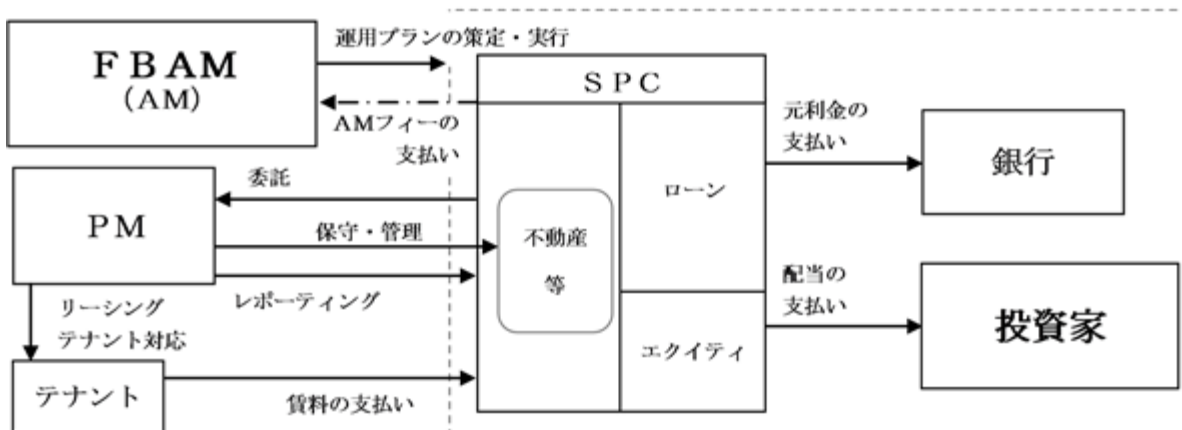 運用プランの策定・実行
ＦＢＡＭ
(ＡＭ)
ＡＭフィーの
支払い
ＳＰＣ
元利金の
支払い
銀行
委託
ＰＭ
保守・管理
レポーティング
不動産
等
ローン
エクイティ
配当の
支払い
投資家
リーシング
テナント対応
テナント
賃料の支払い